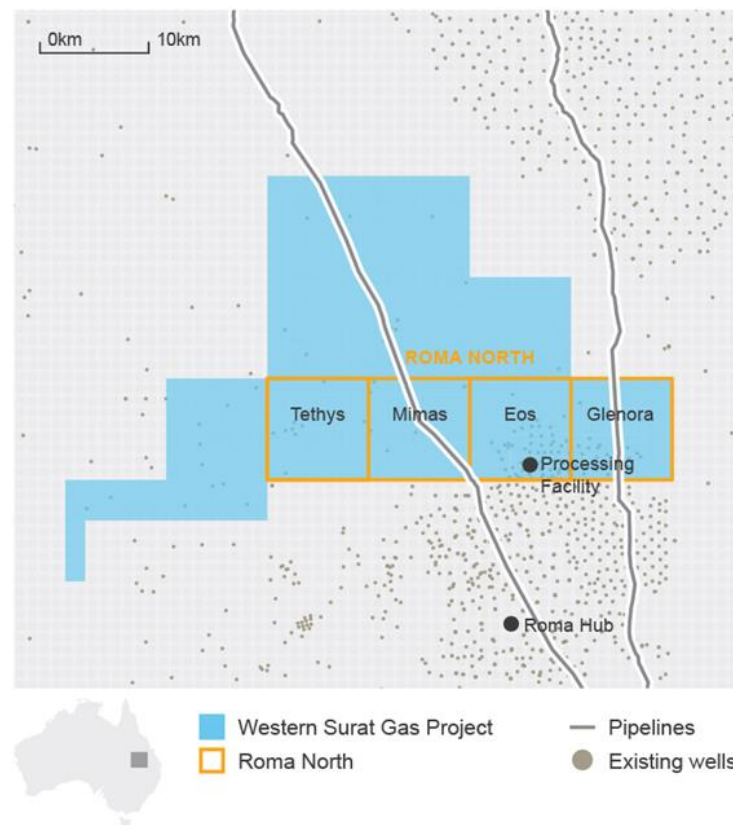 0km 10km
ROMA NORTH
Tethys Mimas Eos Glenora
Processing
Facility
Roma Hub
Western Surat Gas Project Pipelines
Roma North Existing wells